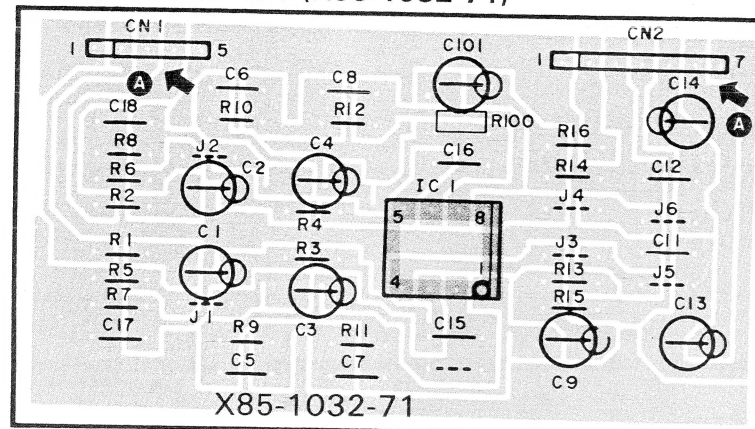 CN1
1 5
A
C6
C8
C101
CN2
1 7
C14
A
C18
R10
R12
R100
R16
R8
J2
C4
C16
R14
C12
R6
C2
IC1
J4
R2
R4
5 8
J6
R1
C1
R3
J3
C11
R5
4 1
R13
J5
R7
R15
C13
C17
J1
R9
C3
R11
C15
C5
C7
C9
X85-1032-71